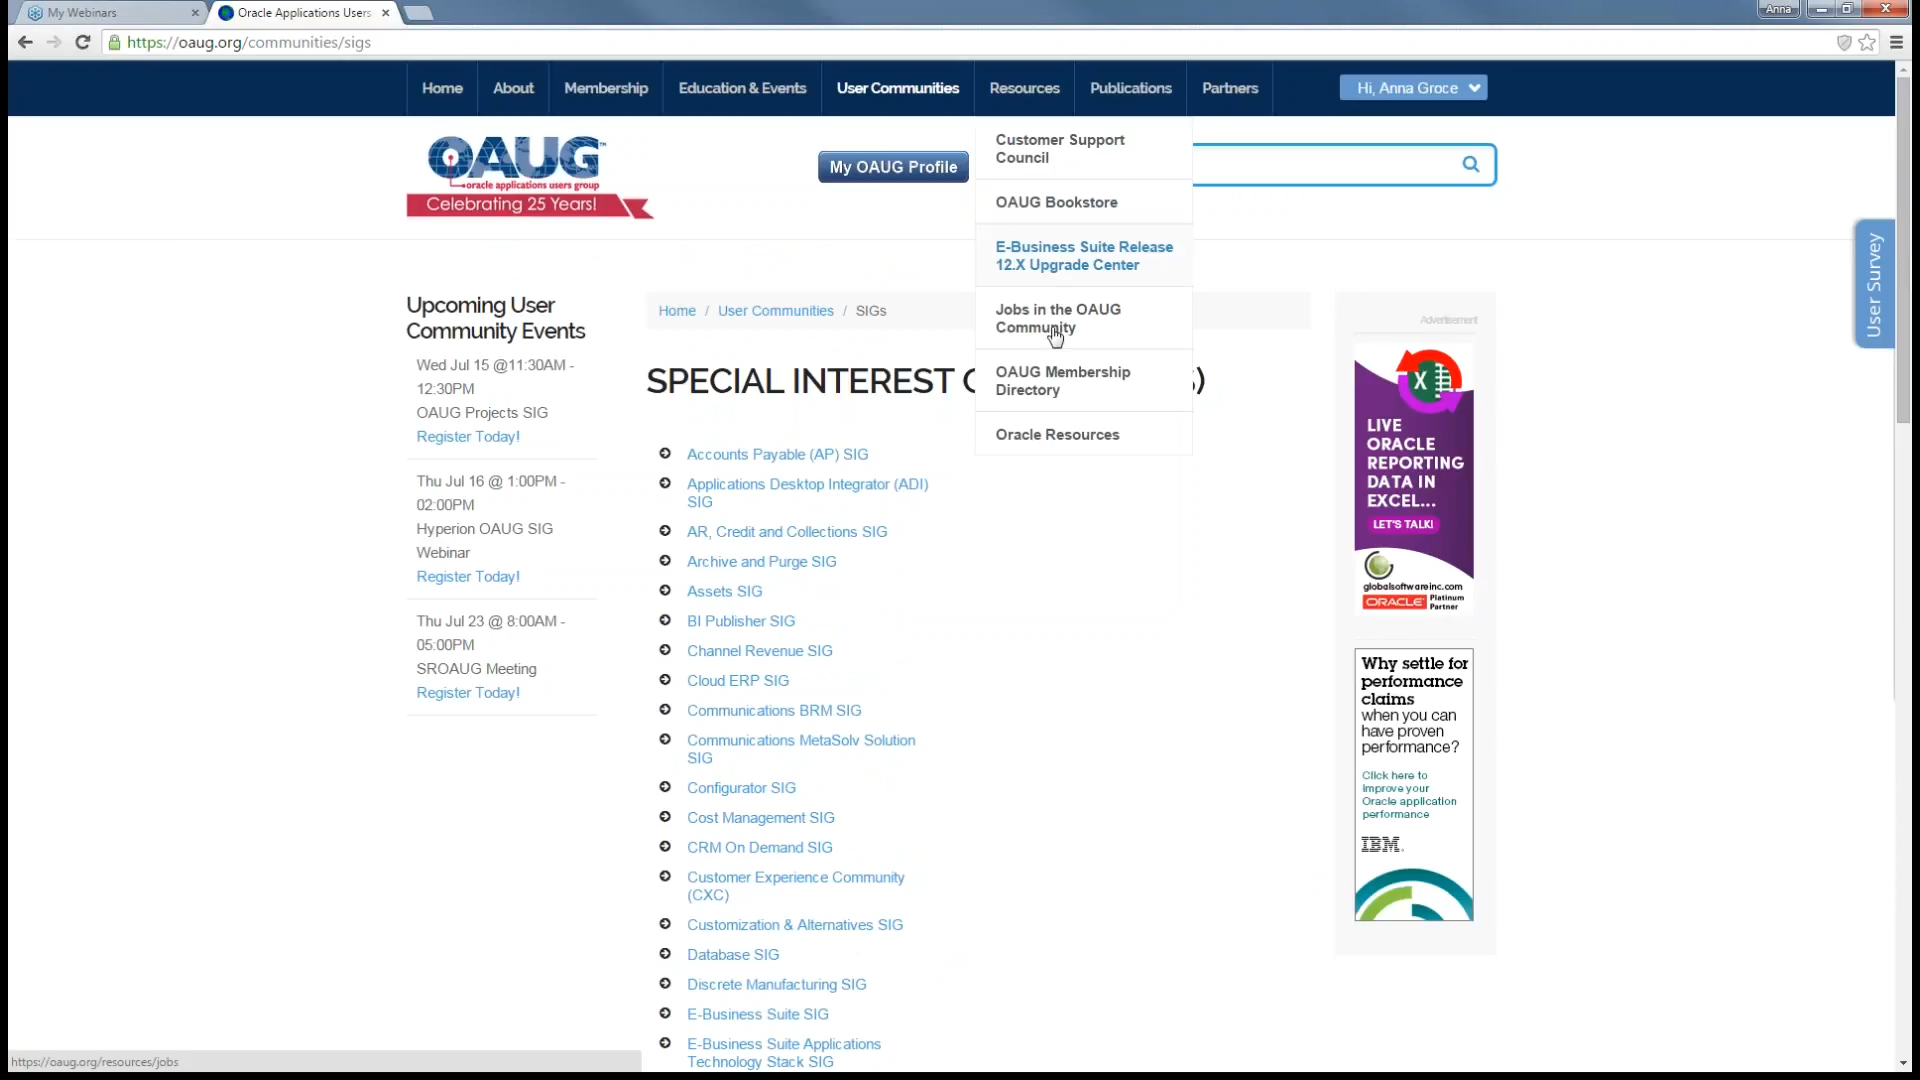 My Webinars
Oracle Applications Users
Anna
https://oaug.org/communities/sigs
Home
About
Membership
Education & Events
User Communities
Resources
Publications
Partners
Hi, Anna Groce
OAUG™
oracle applications users group
Celebrating 25 Years!
My OAUG Profile
Customer Support
Council
OAUG Bookstore
E-Business Suite Release
12.X Upgrade Center
Jobs in the OAUG
Community
OAUG Membership
Directory
Oracle Resources
User Survey
Upcoming User
Community Events
Wed Jul 15 @11:30AM -
12:30PM
OAUG Projects SIG
Register Today!
Thu Jul 16 @ 1:00PM -
02:00PM
Hyperion OAUG SIG
Webinar
Register Today!
Thu Jul 23 @ 8:00AM -
05:00PM
SROAUG Meeting
Register Today!
Home / User Communities / SIGs
SPECIAL INTEREST
Accounts Payable (AP) SIG
Applications Desktop Integrator (ADI)
SIG
AR, Credit and Collections SIG
Archive and Purge SIG
Assets SIG
BI Publisher SIG
Channel Revenue SIG
Cloud ERP SIG
Communications BRM SIG
Communications MetaSolv Solution
SIG
Configurator SIG
Cost Management SIG
CRM On Demand SIG
Customer Experience Community
(CXC)
Customization & Alternatives SIG
Database SIG
Discrete Manufacturing SIG
E-Business Suite SIG
E-Business Suite Applications
Technology Stack SIG
Advertisement
X
LIVE
ORACLE
REPORTING
DATA IN
EXCEL...
LET'S TALK!
globalsoftwareinc.com
ORACLE Platinum
Partner
Why settle for
performance
claims
when you can
have proven
performance?
Click here to
improve your
Oracle application
performance
IBM.
https://oaug.org/resources/jobs